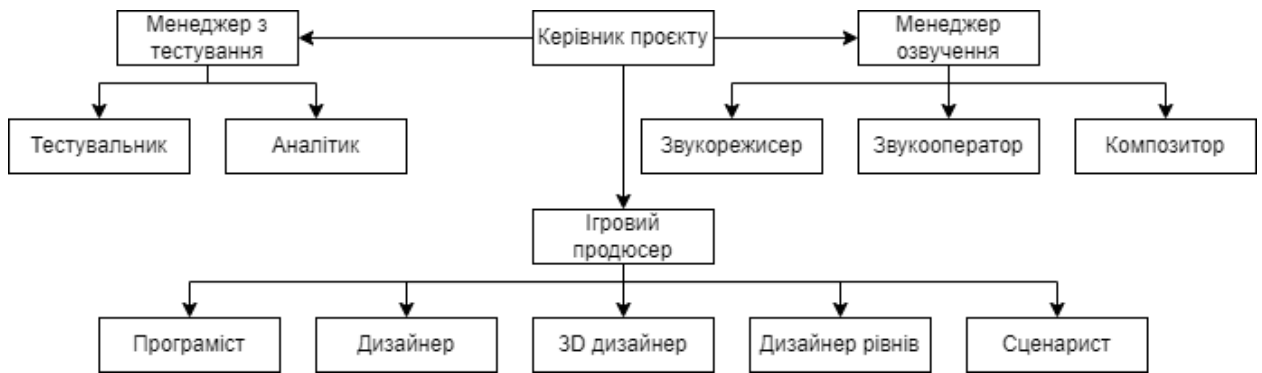 Менеджер з
тестування
Керівник проєкту
Менеджер
озвучення
Тестувальник
Аналітик
Звукорежисер
Звукооператор
Композитор
Ігровий
продюсер
Програміст
Дизайнер
3D дизайнер
Дизайнер рівнів
Сценарист